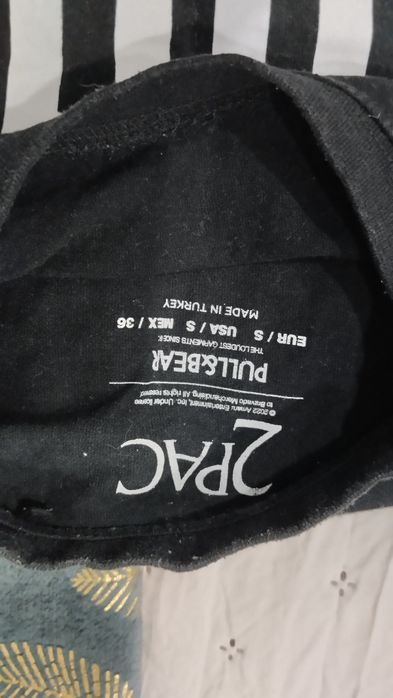 2PAC
© 2022 Amaru Entertainment, Inc. Under license
to Bravado Merchandising. All rights reserved
PULL&BEAR
THE LOUDEST GARMENTS SINCE
EUR / S USA / S MEX / 36
MADE IN TURKEY